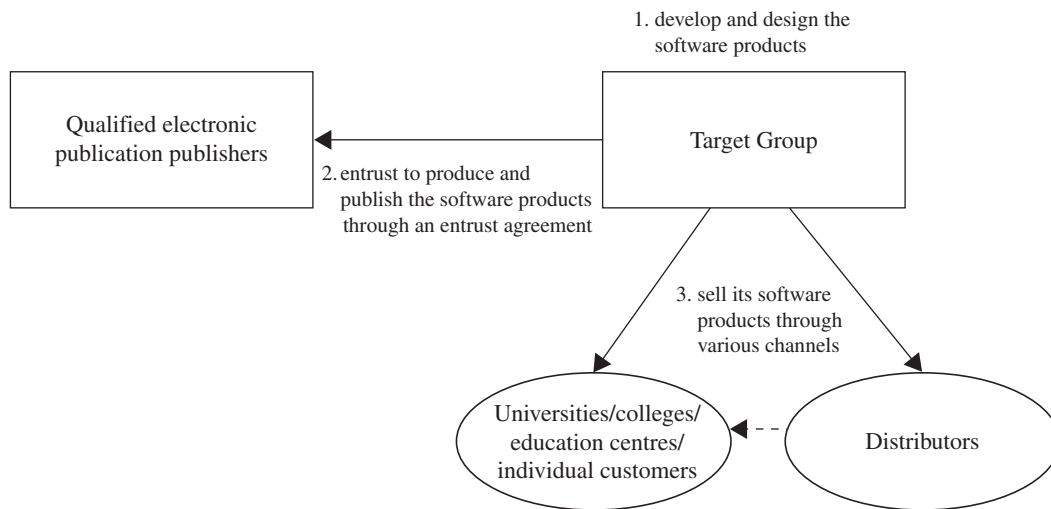 1. develop and design the
software products
Qualified electronic
publication publishers
Target Group
2. entrust to produce and
publish the software products
through an entrust agreement
3. sell its software
products through
various channels
Universities/colleges/
education centres/
individual customers
Distributors